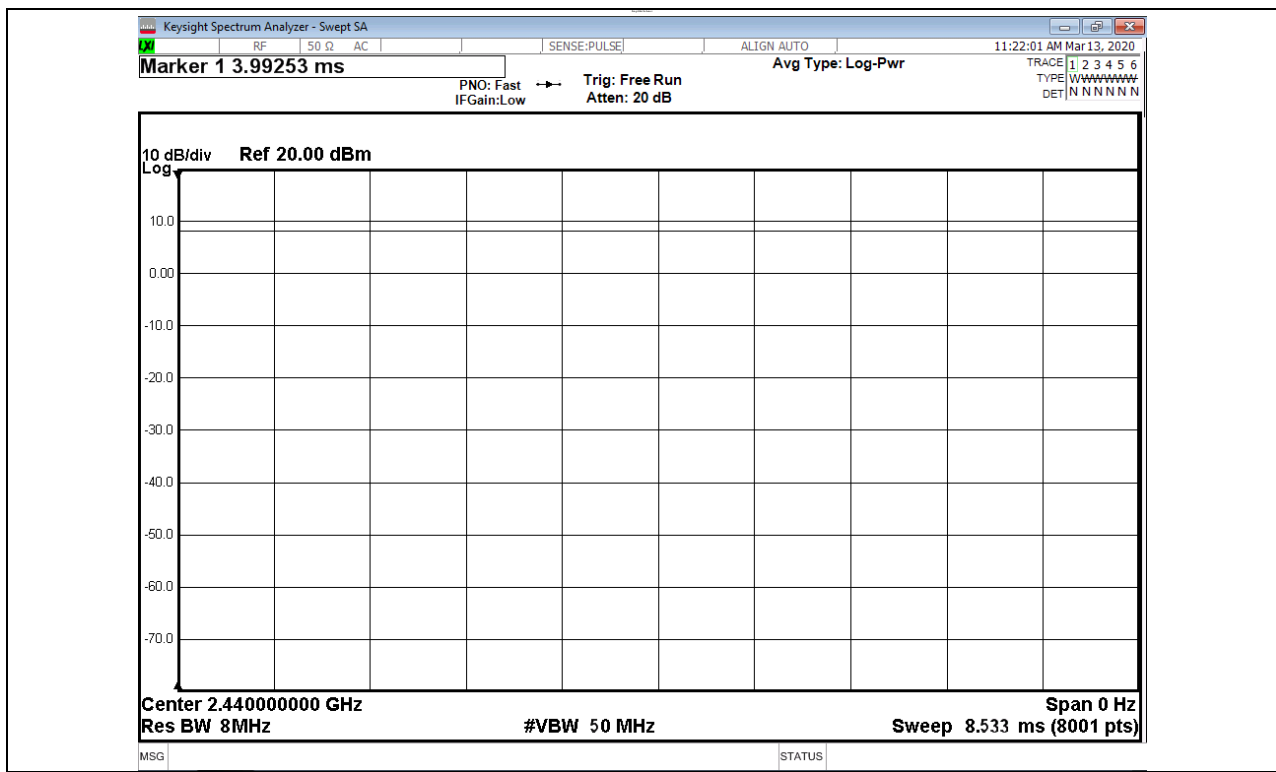 Keysight Spectrum Analyzer - Swept SA
LXI RF 50 Ω AC SENSE:PULSE ALIGN AUTO 11:22:01 AM Mar 13, 2020
Marker 1 3.99253 ms
PNO: Fast
IFGain:Low
Trig: Free Run
Atten: 20 dB
Avg Type: Log-Pwr
TRACE 1 2 3 4 5 6
TYPE WWWWWW
DET N N N N N N
10 dB/div Ref 20.00 dBm
Log
10.0
0.00
-10.0
-20.0
-30.0
-40.0
-50.0
-60.0
-70.0
Center 2.440000000 GHz Span 0 Hz
Res BW 8MHz #VBW 50 MHz Sweep 8.533 ms (8001 pts)
MSG STATUS